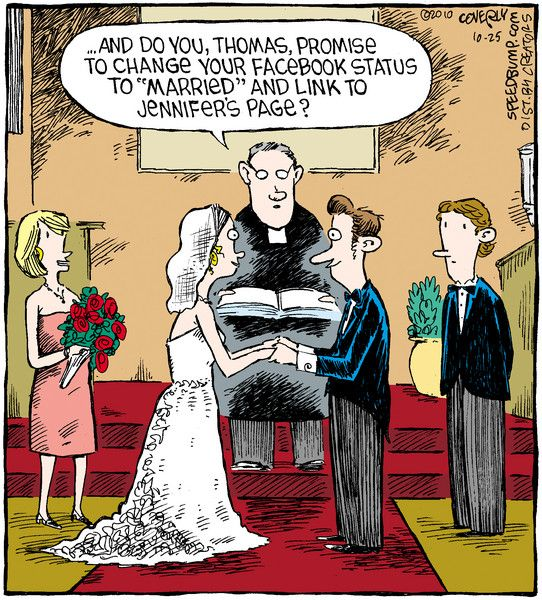 ©2010 COVERLY
10-25
SPEEDBUMP.COM
DIST. BY CREATORS
...AND DO YOU, THOMAS, PROMISE
TO CHANGE YOUR FACEBOOK STATUS
TO "MARRIED" AND LINK TO
JENNIFER'S PAGE?